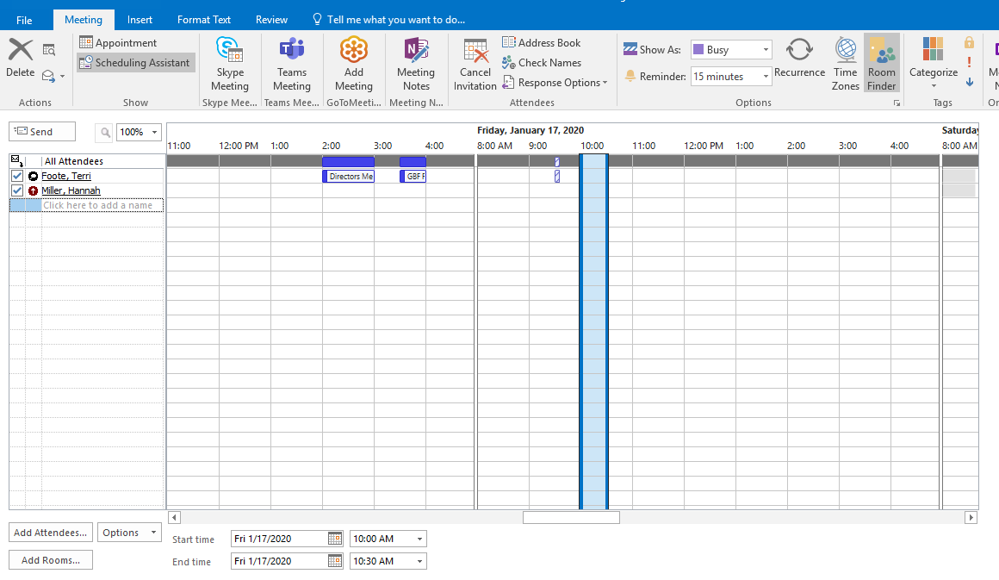 File Meeting Insert Format Text Review Tell me what you want to do...
Delete
Actions
Appointment
Scheduling Assistant
Show
Skype Meeting
Skype Mee...
Teams Meeting
Teams Mee...
Add Meeting
GoToMeeti...
Meeting Notes
Meeting N...
Cancel Invitation
Address Book
Check Names
Response Options
Attendees
Show As: Busy
Reminder: 15 minutes
Recurrence
Time Zones
Room Finder
Options
Categorize
Tags
Send 100%
Friday, January 17, 2020 Saturday
11:00 12:00 PM 1:00 2:00 3:00 4:00 8:00 AM 9:00 10:00 11:00 12:00 PM 1:00 2:00 3:00 4:00 8:00 AM
All Attendees
Foote, Terri Directors Me GBF F
Miller, Hannah
Click here to add a name
Add Attendees... Options
Add Rooms...
Start time Fri 1/17/2020 10:00 AM
End time Fri 1/17/2020 10:30 AM